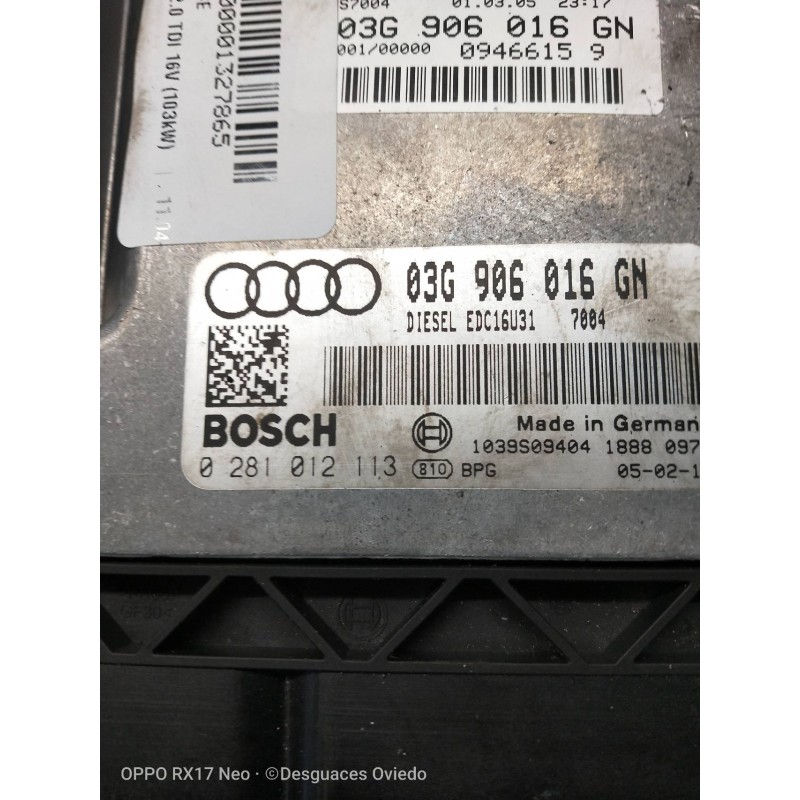 S7004 01.03.05 23:17
03G 906 016 GN
001/00000 0946615 9
2.0 TDI 16V (103KW) | . 11.04
000001327865
03G 906 016 GN
DIESEL EDC16U31 7004
BOSCH
Made in German
1039S09404 1888 097
0 281 012 113 810 BPG 05-02-1
OPPO RX17 Neo · ©Desguaces Oviedo